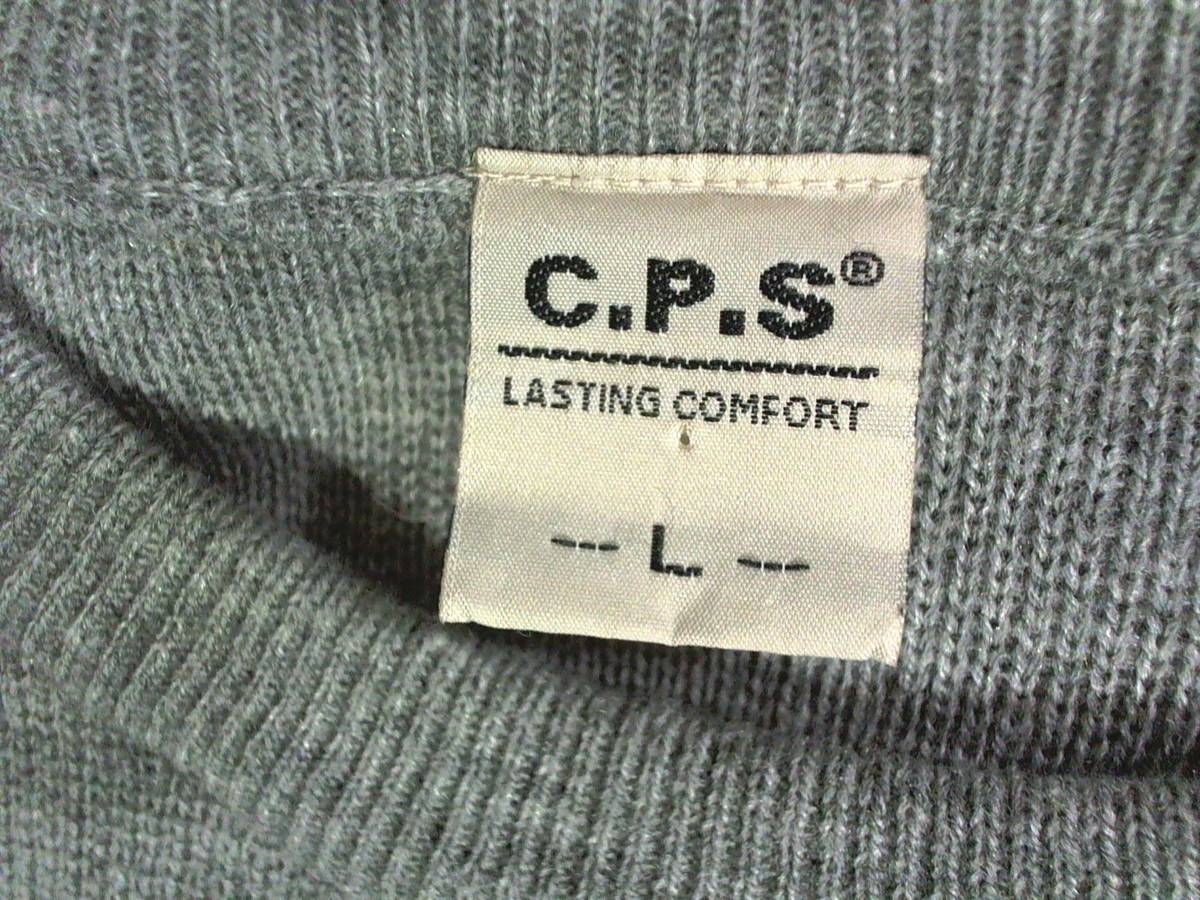 C.P.S®
LASTING COMFORT
--- L ---